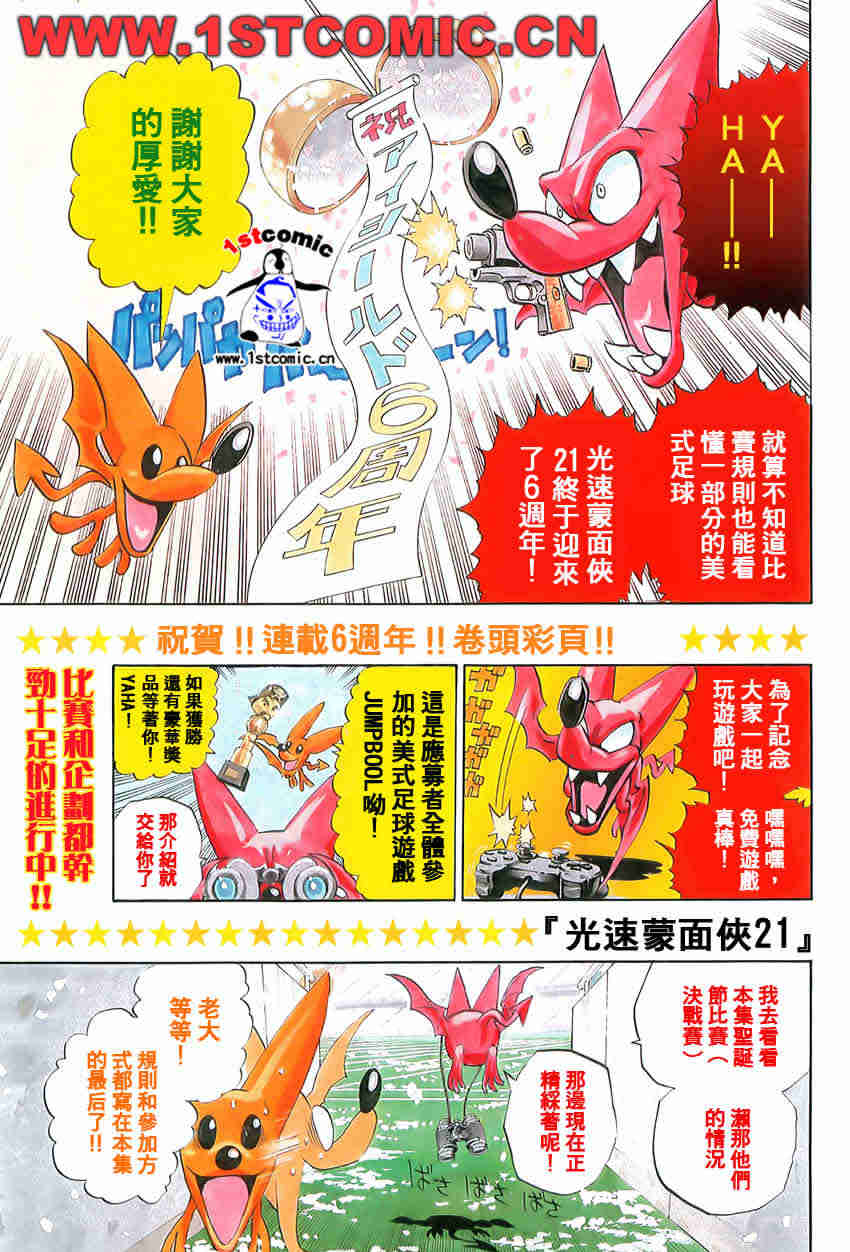 WWW.1STCOMIC.CN
YA——
HA——!!
謝謝大家
的厚愛!!
祝
アイシールド6周年
1stcomic
www.1stcomic.cn
就算不知道比
賽規則也能看
懂一部分的美
式足球
光速蒙面俠
21終于迎來
了6週年！
★★★★祝賀!!連載6週年!!卷頭彩頁!!★★★★
為了記念
大家一起
玩遊戲吧！
嘿嘿嘿，
免費遊戲
真棒！
這是應募者全體參
加的美式足球遊戲
JUMPBOOL呦！
如果獲勝
還有豪華獎
品等著你！
YAHA！
那介紹就
交給你了
比賽和企劃都幹
勁十足的進行中!!
『光速蒙面俠21』
我去看看
本集聖誕
節比賽（
決戰賽）
瀨那他們
的情況
那邊現在正
精綵著呢！
老大
等等！
規則和參加方
式都寫在本集
的最后了!!